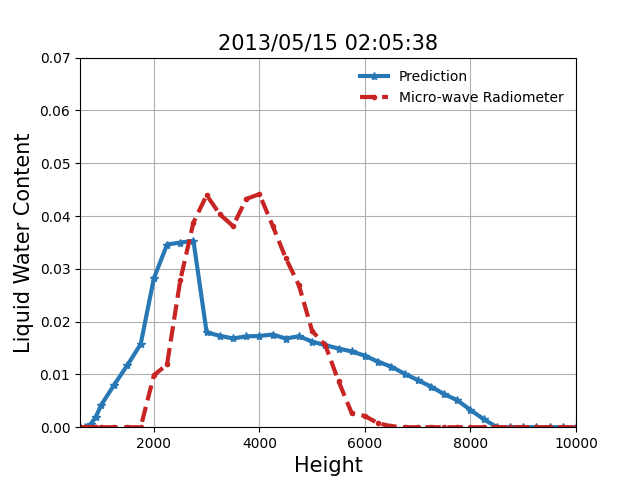 2013/05/15 02:05:38
Prediction
Micro-wave Radiometer
Liquid Water Content
0.07
0.06
0.05
0.04
0.03
0.02
0.01
0.00
2000 4000 6000 8000 10000
Height